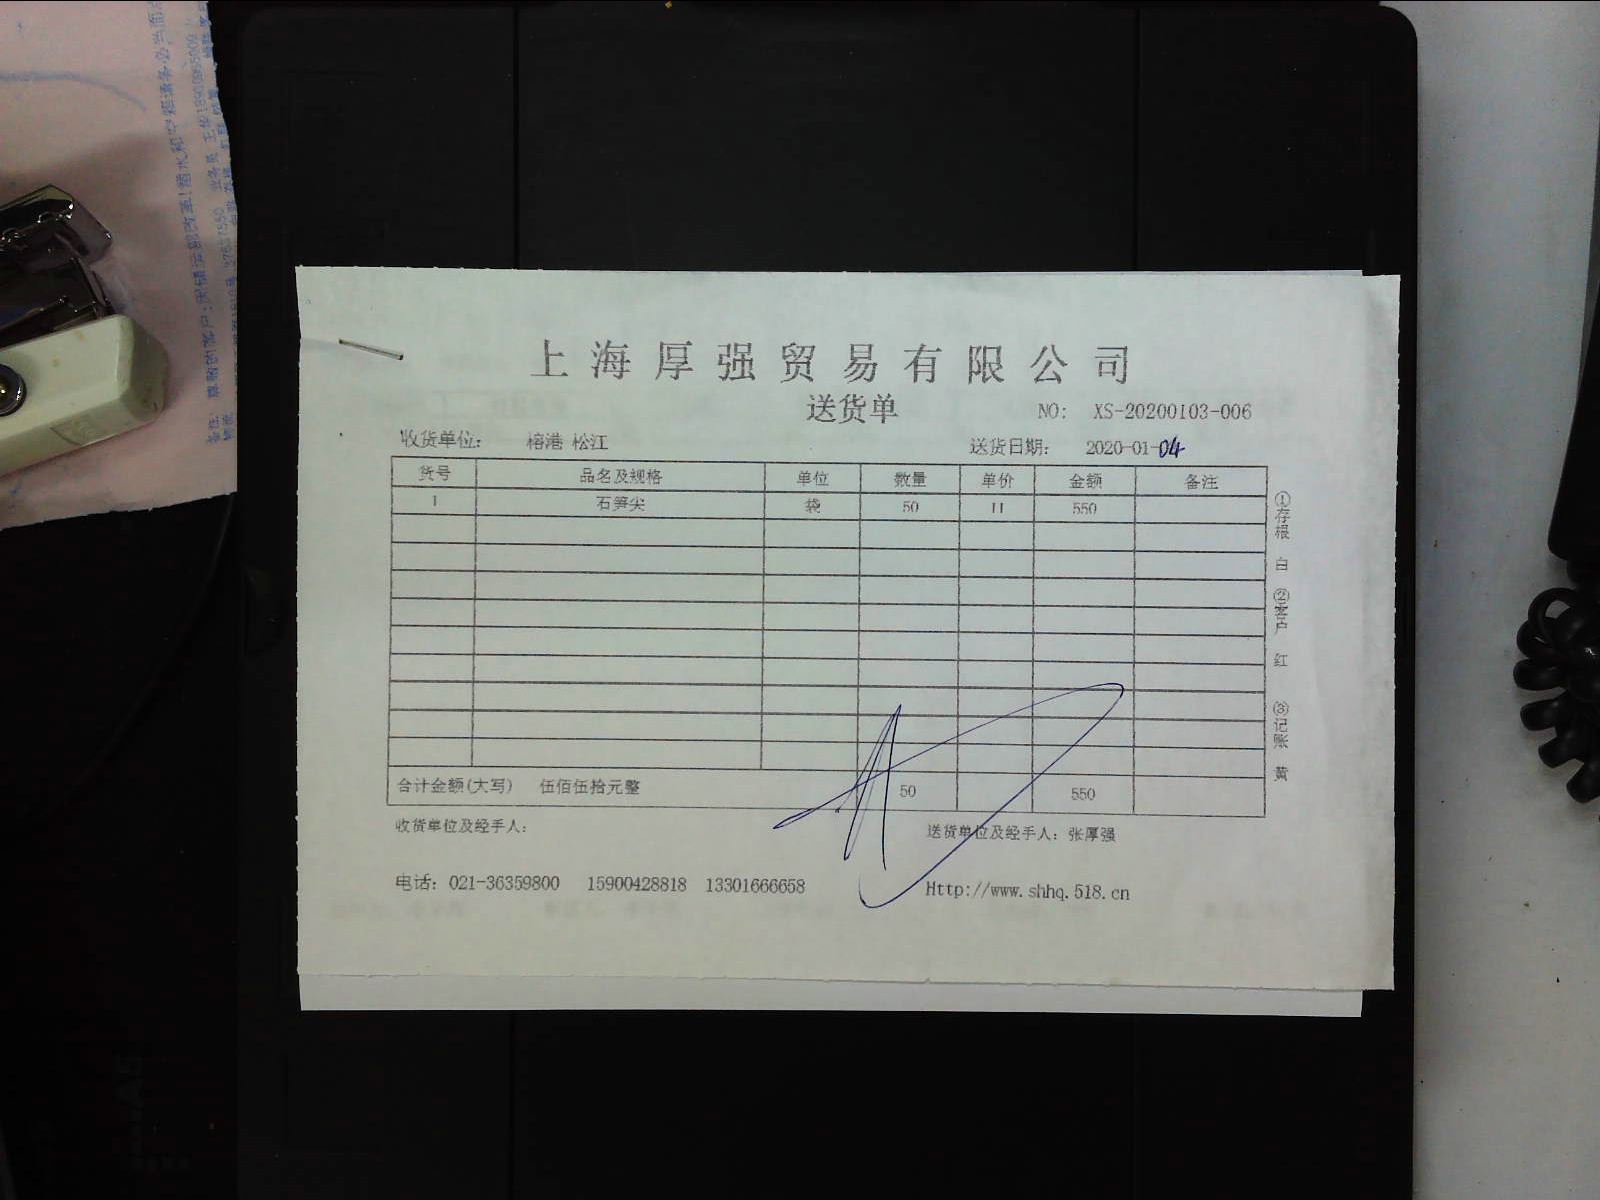 上海厚强贸易有限公司
送货单 NO: XS-20200103-006
收货单位: 榕港 松江 送货日期: 2020-01-04
货号 品名及规格 单位 数量 单价 金额 备注
1 石笋尖 袋 50 11 550
合计金额(大写) 伍佰伍拾元整 50 550
收货单位及经手人: 送货单位及经手人: 张厚强
电话: 021-36359800 15900428818 13301666658 Http://www.shhq.518.cn
①存根 白 ②客户 红 ③记账 黄